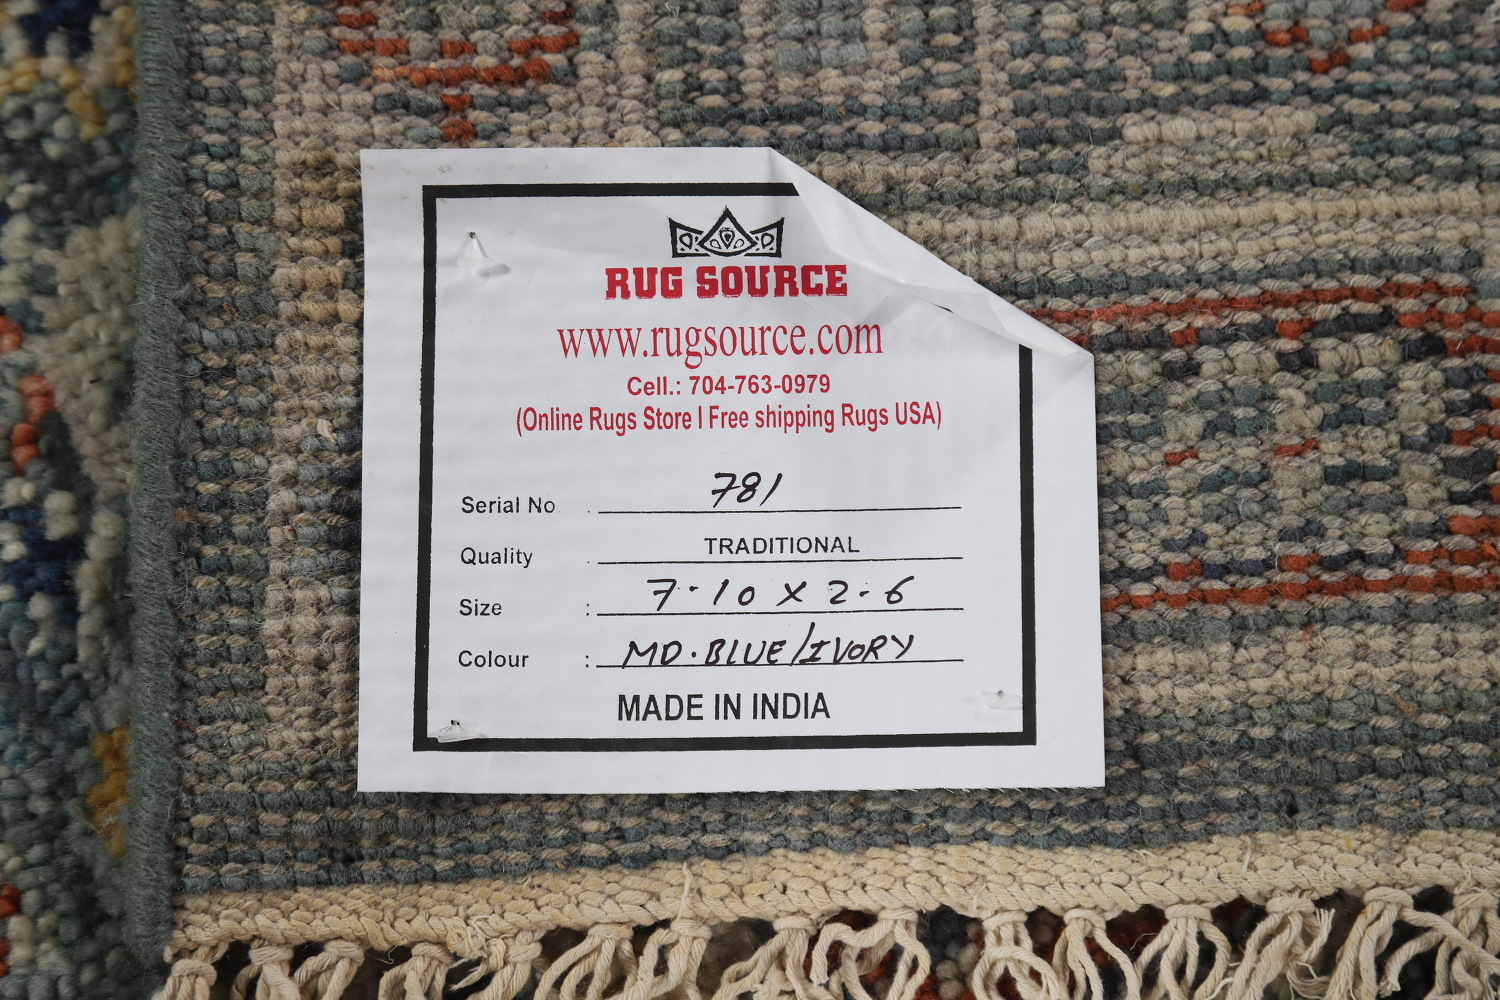 RUG SOURCE
www.rugsource.com
Cell.: 704-763-0979
(Online Rugs Store I Free shipping Rugs USA)
Serial No . 781
Quality . TRADITIONAL
Size : 7.10 X 2.6
Colour : MD.BLUE/IVORY
MADE IN INDIA